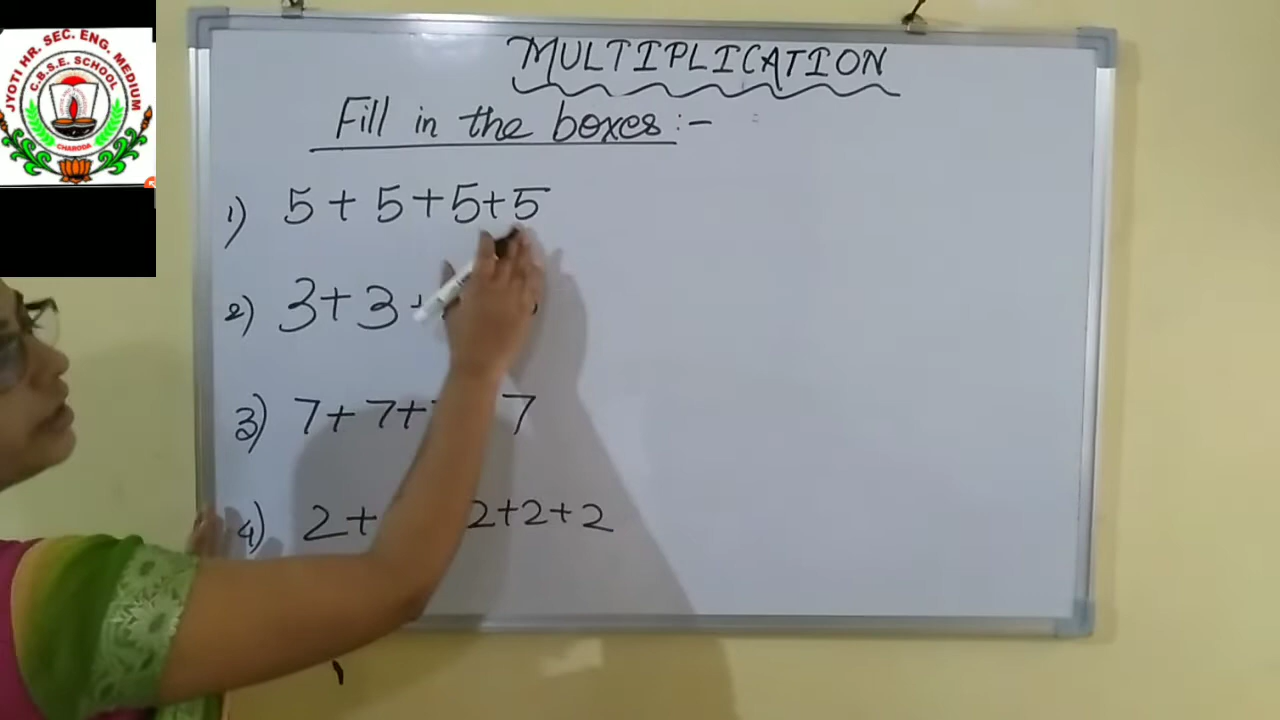 JYOTI HR. SEC. ENG. MEDIUM
C.B.S.E. SCHOOL
CHARODA
MULTIPLICATION
Fill in the boxes :-
1) 5 + 5 + 5 + 5
2) 3 + 3 +
3) 7 + 7 + 7
4) 2 + 2 + 2 + 2